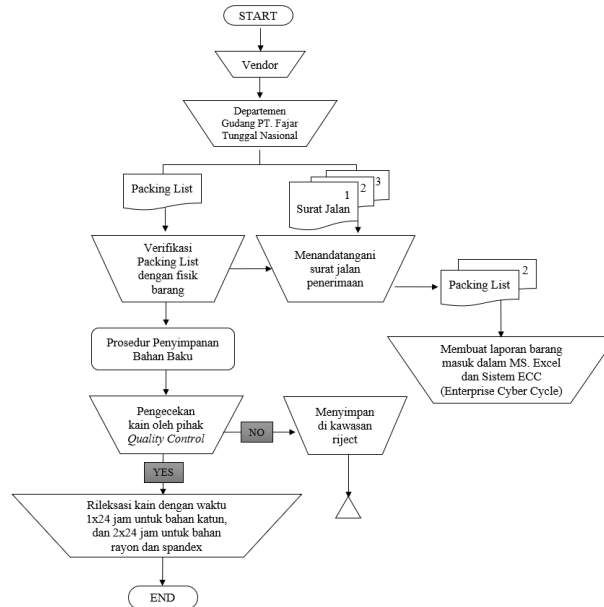 START
Vendor
Departemen
Gudang PT. Fajar
Tunggal Nasional
Packing List
1
2
3
Surat Jalan
Verifikasi
Packing List
dengan fisik
barang
Menandatangani
surat jalan
penerimaan
2
Packing List
Prosedur Penyimpanan
Bahan Baku
Membuat laporan barang
masuk dalam MS. Excel
dan Sistem ECC
(Enterprise Cyber Cycle)
Pengecekan
kain oleh pihak
Quality Control
NO
Menyimpan
di kawasan
riject
YES
Rileksasi kain dengan waktu
1x24 jam untuk bahan katun,
dan 2x24 jam untuk bahan
rayon dan spandex
END